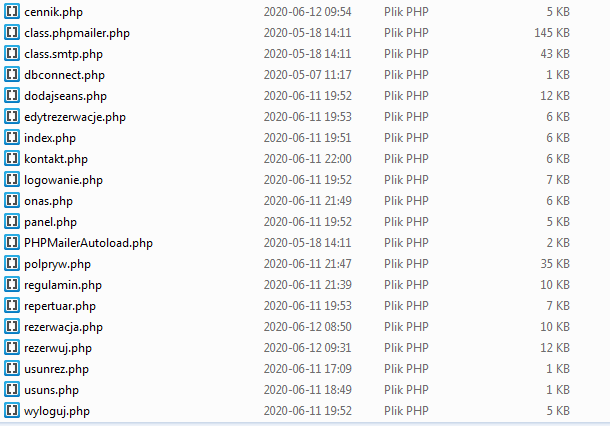 cennik.php 2020-06-12 09:54 Plik PHP 5 KB
class.phpmailer.php 2020-05-18 14:11 Plik PHP 145 KB
class.smtp.php 2020-05-18 14:11 Plik PHP 43 KB
dbconnect.php 2020-05-07 11:17 Plik PHP 1 KB
dodajseans.php 2020-06-11 19:52 Plik PHP 12 KB
edytrezerwacje.php 2020-06-11 19:53 Plik PHP 6 KB
index.php 2020-06-11 19:51 Plik PHP 6 KB
kontakt.php 2020-06-11 22:00 Plik PHP 6 KB
logowanie.php 2020-06-11 19:52 Plik PHP 7 KB
onas.php 2020-06-11 21:49 Plik PHP 6 KB
panel.php 2020-06-11 19:52 Plik PHP 5 KB
PHPMailerAutoload.php 2020-05-18 14:11 Plik PHP 2 KB
polpryw.php 2020-06-11 21:47 Plik PHP 35 KB
regulamin.php 2020-06-11 21:39 Plik PHP 10 KB
repertuar.php 2020-06-11 19:53 Plik PHP 7 KB
rezerwacja.php 2020-06-12 08:50 Plik PHP 10 KB
rezerwuj.php 2020-06-12 09:31 Plik PHP 12 KB
usunrez.php 2020-06-11 17:09 Plik PHP 1 KB
usuns.php 2020-06-11 18:49 Plik PHP 1 KB
wyloguj.php 2020-06-11 19:52 Plik PHP 5 KB